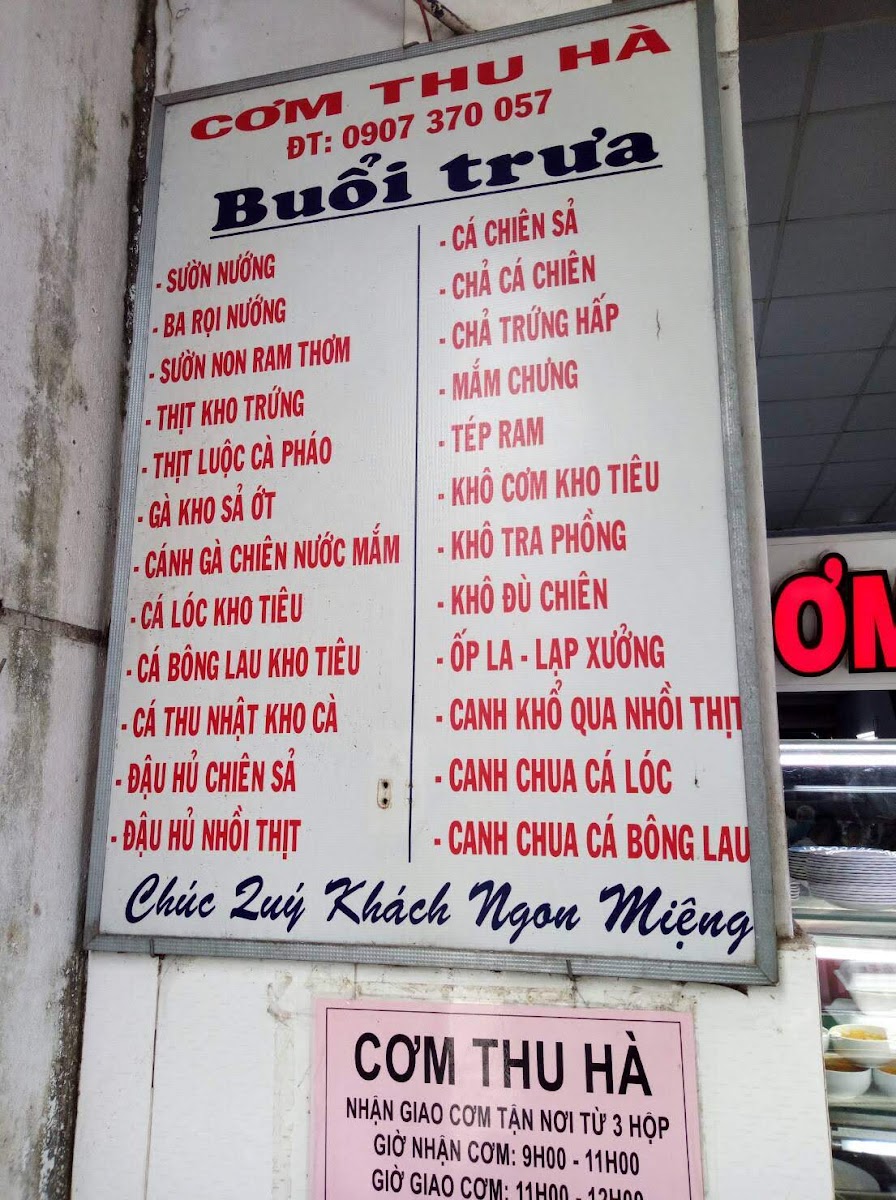 CƠM THU HÀ
ĐT: 0907 370 057
Buổi trưa
- SƯỜN NƯỚNG
- BA RỌI NƯỚNG
- SƯỜN NON RAM THƠM
- THỊT KHO TRỨNG
- THỊT LUỘC CÀ PHÁO
- GÀ KHO SẢ ỚT
- CÁNH GÀ CHIÊN NƯỚC MẮM
- CÁ LÓC KHO TIÊU
- CÁ BÔNG LAU KHO TIÊU
- CÁ THU NHẬT KHO CÀ
- ĐẬU HỦ CHIÊN SẢ
- ĐẬU HỦ NHỒI THỊT
- CÁ CHIÊN SẢ
- CHẢ CÁ CHIÊN
- CHẢ TRỨNG HẤP
- MẮM CHƯNG
- TÉP RAM
- KHÔ CƠM KHO TIÊU
- KHÔ TRA PHỒNG
- KHÔ ĐÙ CHIÊN
- ỐP LA - LẠP XƯỞNG
- CANH KHỔ QUA NHỒI THỊT
- CANH CHUA CÁ LÓC
- CANH CHUA CÁ BÔNG LAU
Chúc Quý Khách Ngon Miệng
CƠM THU HÀ
NHẬN GIAO CƠM TẬN NƠI TỪ 3 HỘP
GIỜ NHẬN CƠM: 9H00 - 11H00
GIỜ GIAO CƠM: 11H00 - 12H00
ƠM